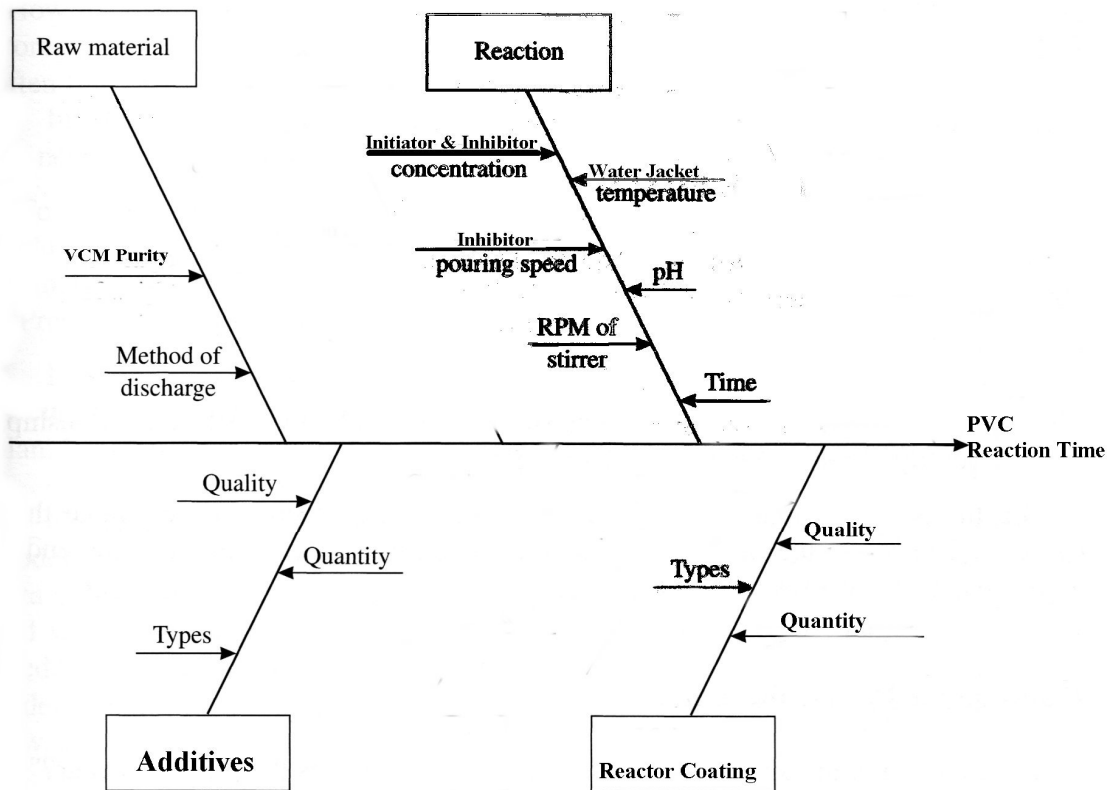 Raw material
Reaction
Initiator & Inhibitor
concentration
Water Jacket
temperature
VCM Purity
Inhibitor
pouring speed
pH
Method of
discharge
RPM of
stirrer
Time
PVC
Reaction Time
Quality
Quantity
Types
Quality
Types
Quantity
Additives
Reactor Coating